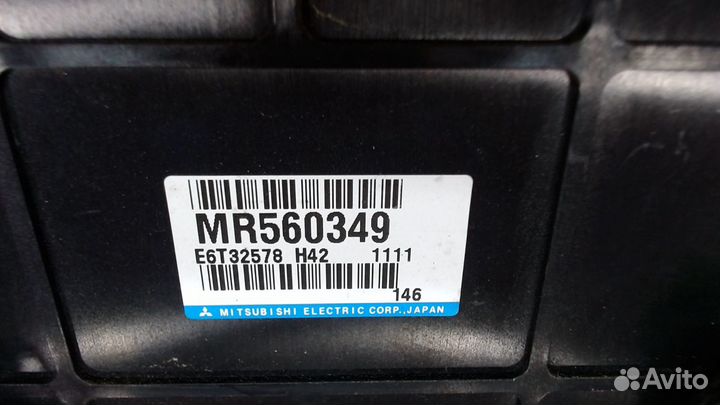 MR560349
E6T32578 H42 1111
146
MITSUBISHI ELECTRIC CORP.,JAPAN
Avito